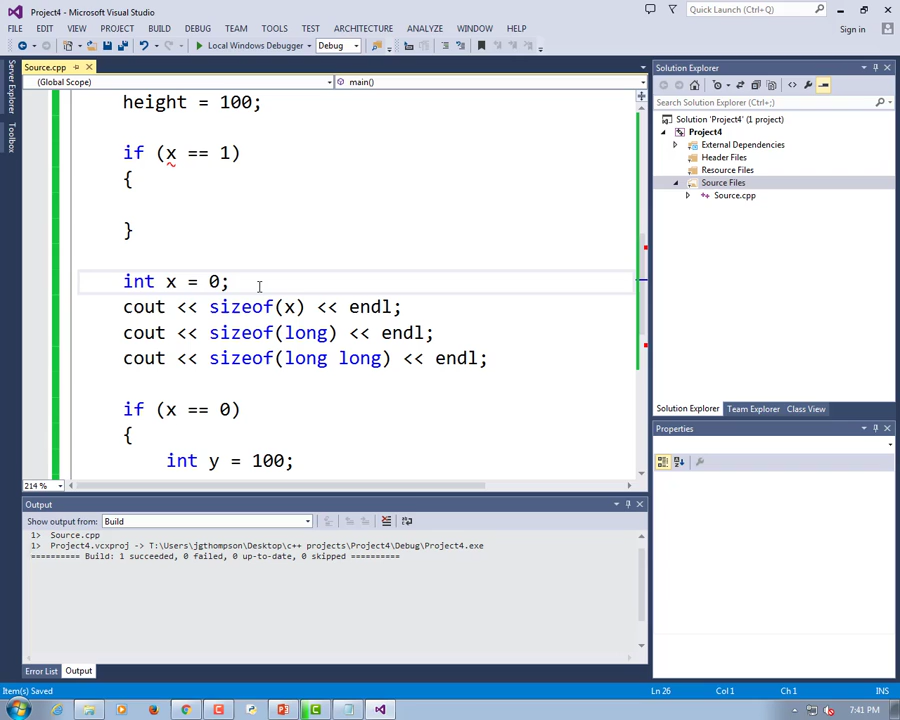 Project4 - Microsoft Visual Studio
Quick Launch (Ctrl+;)
FILE EDIT VIEW PROJECT BUILD DEBUG TEAM TOOLS TEST ARCHITECTURE ANALYZE WINDOW HELP
Sign in
Local Windows Debugger Debug
Server Explorer
Toolbox
Source.cpp
(Global Scope) main()
height = 100;
if (x == 1)
{
}
int x = 0;
cout << sizeof(x) << endl;
cout << sizeof(long) << endl;
cout << sizeof(long long) << endl;
if (x == 0)
{
int y = 100;
214 %
Solution Explorer
Search Solution Explorer (Ctrl+;)
Solution 'Project4' (1 project)
Project4
External Dependencies
Header Files
Resource Files
Source Files
Source.cpp
Solution Explorer Team Explorer Class View
Properties
Output
Show output from: Build
1> Source.cpp
1> Project4.vcxproj -> T:\Users\jgthompson\Desktop\c++ projects\Project4\Debug\Project4.exe
========== Build: 1 succeeded, 0 failed, 0 up-to-date, 0 skipped ==========
Error List Output
Item(s) Saved Ln 26 Col 1 Ch 1 INS
7:41 PM